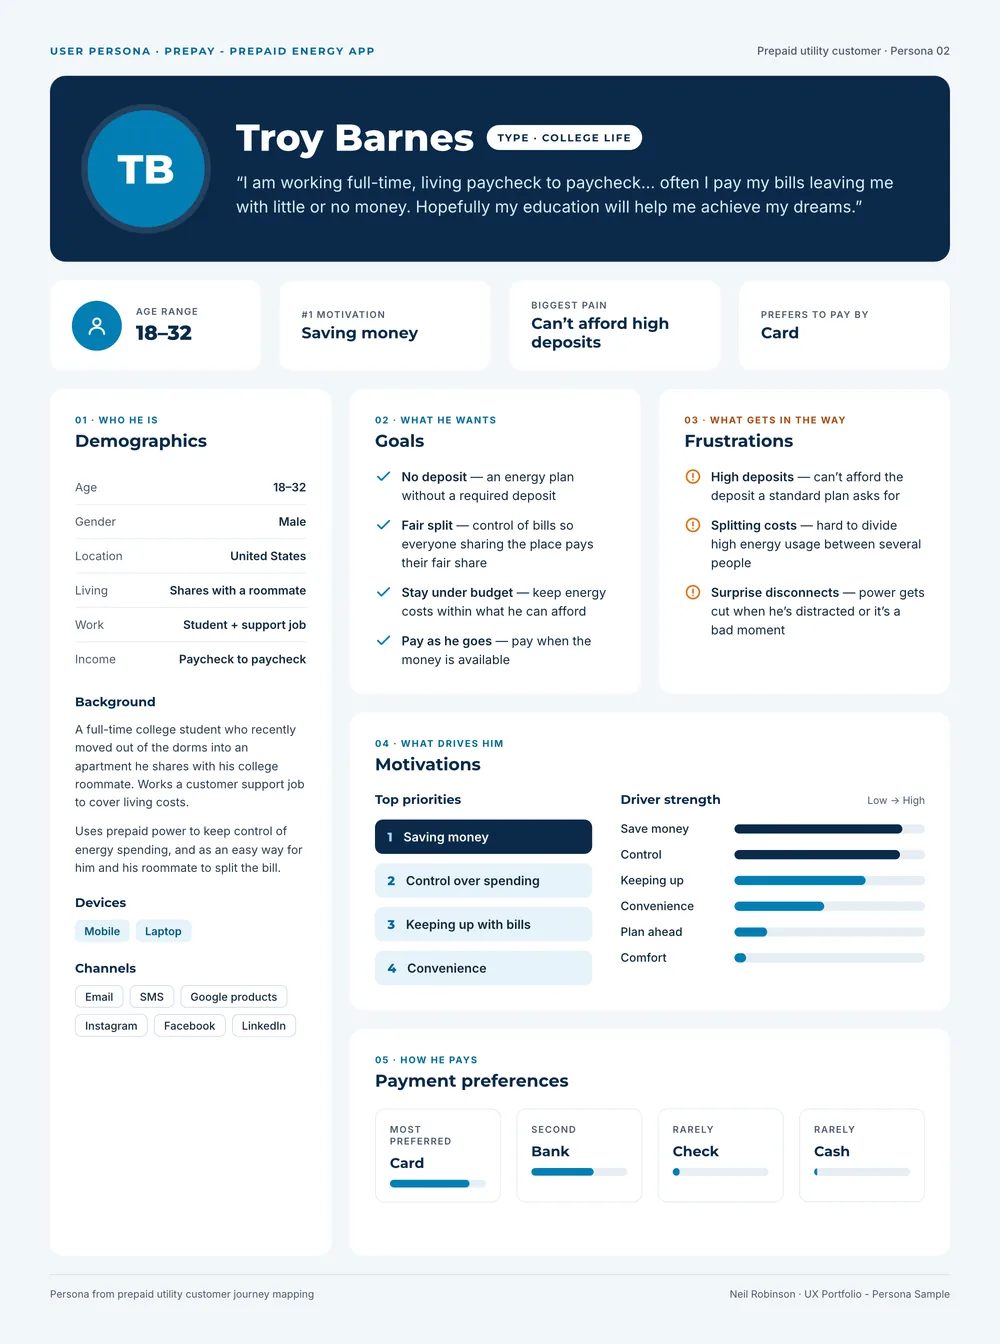 USER PERSONA · PREPAY - PREPAID ENERGY APP
Prepaid utility customer · Persona 02
TB
Troy Barnes
TYPE · COLLEGE LIFE
“I am working full-time, living paycheck to paycheck... often I pay my bills leaving me
with little or no money. Hopefully my education will help me achieve my dreams.”
AGE RANGE
18–32
#1 MOTIVATION
Saving money
BIGGEST PAIN
Can’t afford high
deposits
PREFERS TO PAY BY
Card
01 · WHO HE IS
Demographics
Age 18–32
Gender Male
Location United States
Living Shares with a roommate
Work Student + support job
Income Paycheck to paycheck
Background
A full-time college student who recently
moved out of the dorms into an
apartment he shares with his college
roommate. Works a customer support job
to cover living costs.
Uses prepaid power to keep control of
energy spending, and as an easy way for
him and his roommate to split the bill.
Devices
Mobile Laptop
Channels
Email SMS Google products
Instagram Facebook LinkedIn
02 · WHAT HE WANTS
Goals
No deposit — an energy plan
without a required deposit
Fair split — control of bills so
everyone sharing the place pays
their fair share
Stay under budget — keep energy
costs within what he can afford
Pay as he goes — pay when the
money is available
03 · WHAT GETS IN THE WAY
Frustrations
High deposits — can’t afford the
deposit a standard plan asks for
Splitting costs — hard to divide
high energy usage between several
people
Surprise disconnects — power gets
cut when he’s distracted or it’s a
bad moment
04 · WHAT DRIVES HIM
Motivations
Top priorities
1 Saving money
2 Control over spending
3 Keeping up with bills
4 Convenience
Driver strength Low → High
Save money
Control
Keeping up
Convenience
Plan ahead
Comfort
05 · HOW HE PAYS
Payment preferences
MOST
PREFERRED
Card
SECOND
Bank
RARELY
Check
RARELY
Cash
Persona from prepaid utility customer journey mapping
Neil Robinson · UX Portfolio - Persona Sample